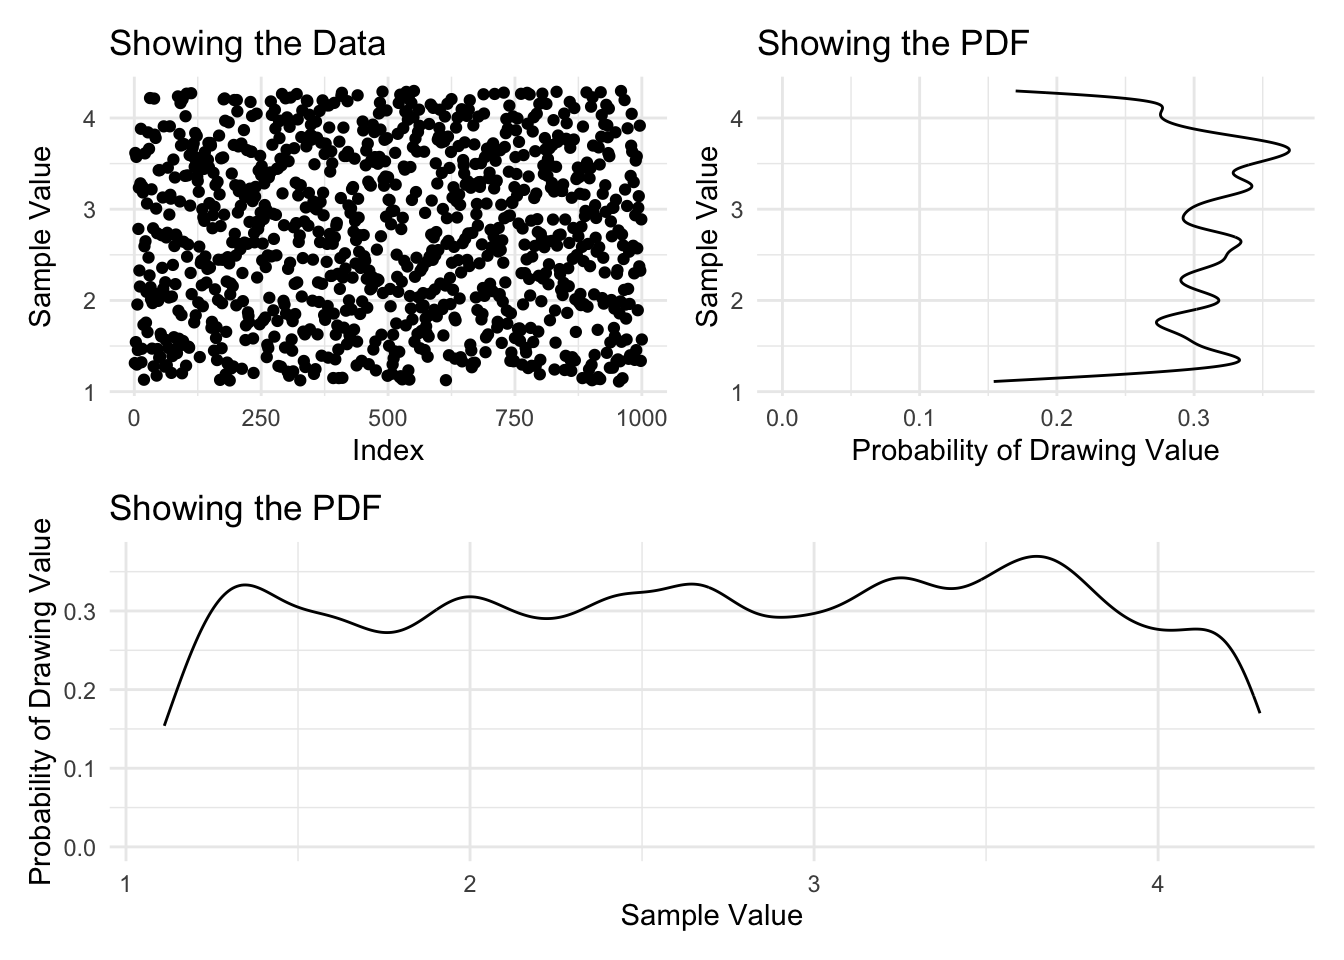 Showing the Data
Sample Value
4
3
2
1
0
250
500
750
1000
Index
Showing the PDF
Sample Value
4
3
2
1
0.0
0.1
0.2
0.3
Probability of Drawing Value
Showing the PDF
Probability of Drawing Value
0.3
0.2
0.1
0.0
1
2
3
4
Sample Value